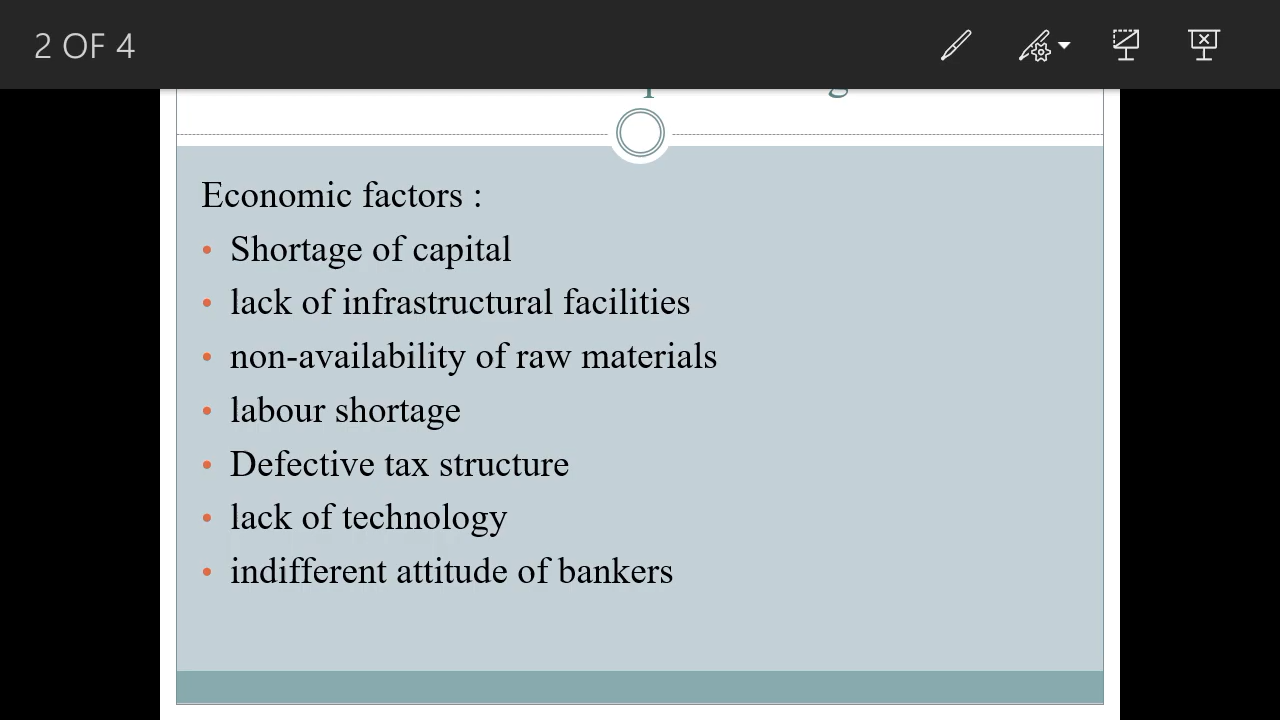 2 OF 4
Economic factors :
• Shortage of capital
• lack of infrastructural facilities
• non-availability of raw materials
• labour shortage
• Defective tax structure
• lack of technology
• indifferent attitude of bankers